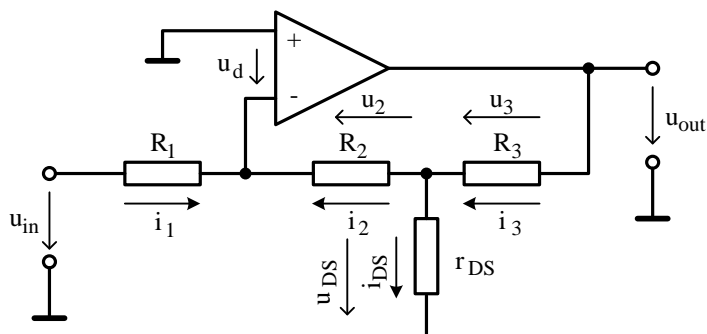 +
u_d
-
u_2
u_3
u_out
R_1
R_2
R_3
u_in
i_1
i_2
i_3
u_DS
i_DS
r_DS